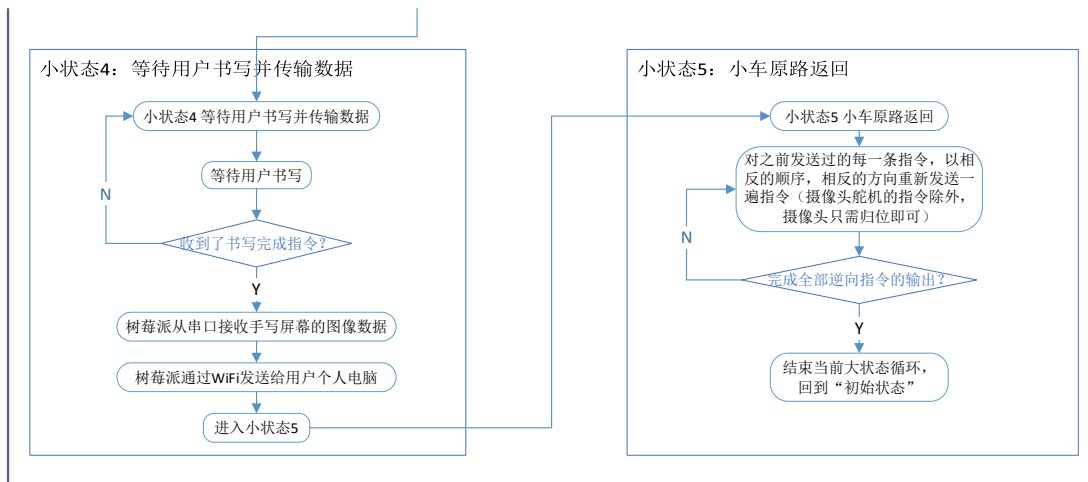 小状态4：等待用户书写并传输数据
小状态4 等待用户书写并传输数据
等待用户书写
N
收到了书写完成指令？
Y
树莓派从串口接收手写屏幕的图像数据
树莓派通过WiFi发送给用户个人电脑
进入小状态5
小状态5：小车原路返回
小状态5 小车原路返回
对之前发送过的每一条指令，以相
反的顺序，相反的方向重新发送一
遍指令（摄像头舵机的指令除外，
摄像头只需归位即可）
N
完成全部逆向指令的输出？
Y
结束当前大状态循环，
回到“初始状态”